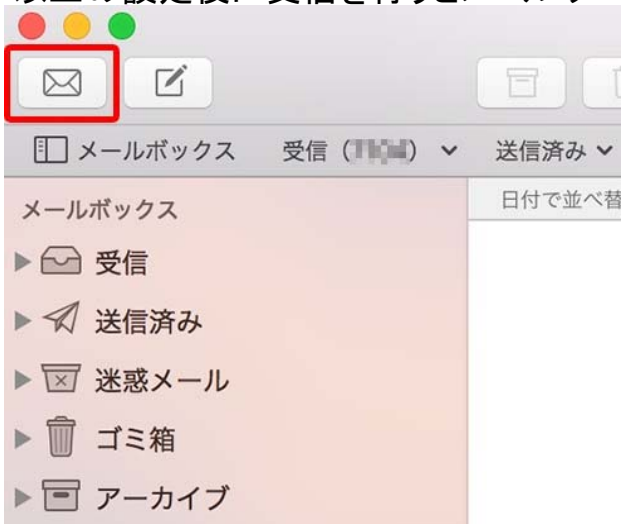 メールボックス 受信 ( ) 送信済み
メールボックス
日付で並べ替
受信
送信済み
迷惑メール
ゴミ箱
アーカイブ